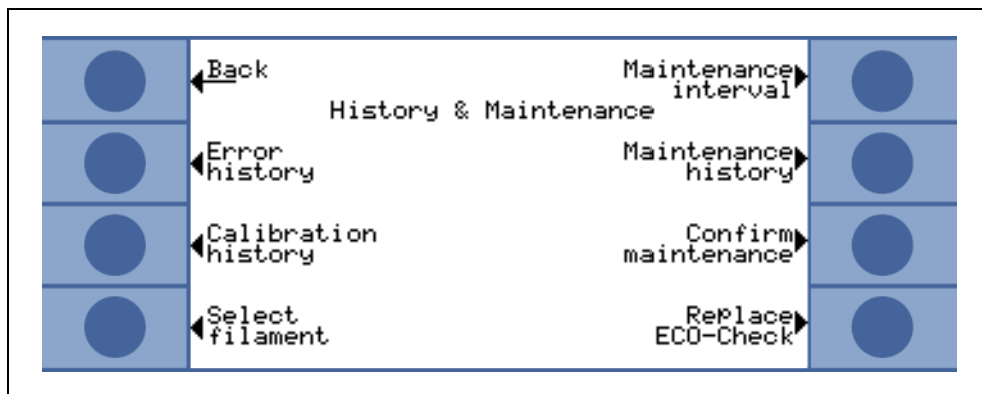 Back
Maintenance
interval
History & Maintenance
Error
history
Maintenance
history
Calibration
history
Confirm
maintenance
Select
filament
Replace
ECO-Check